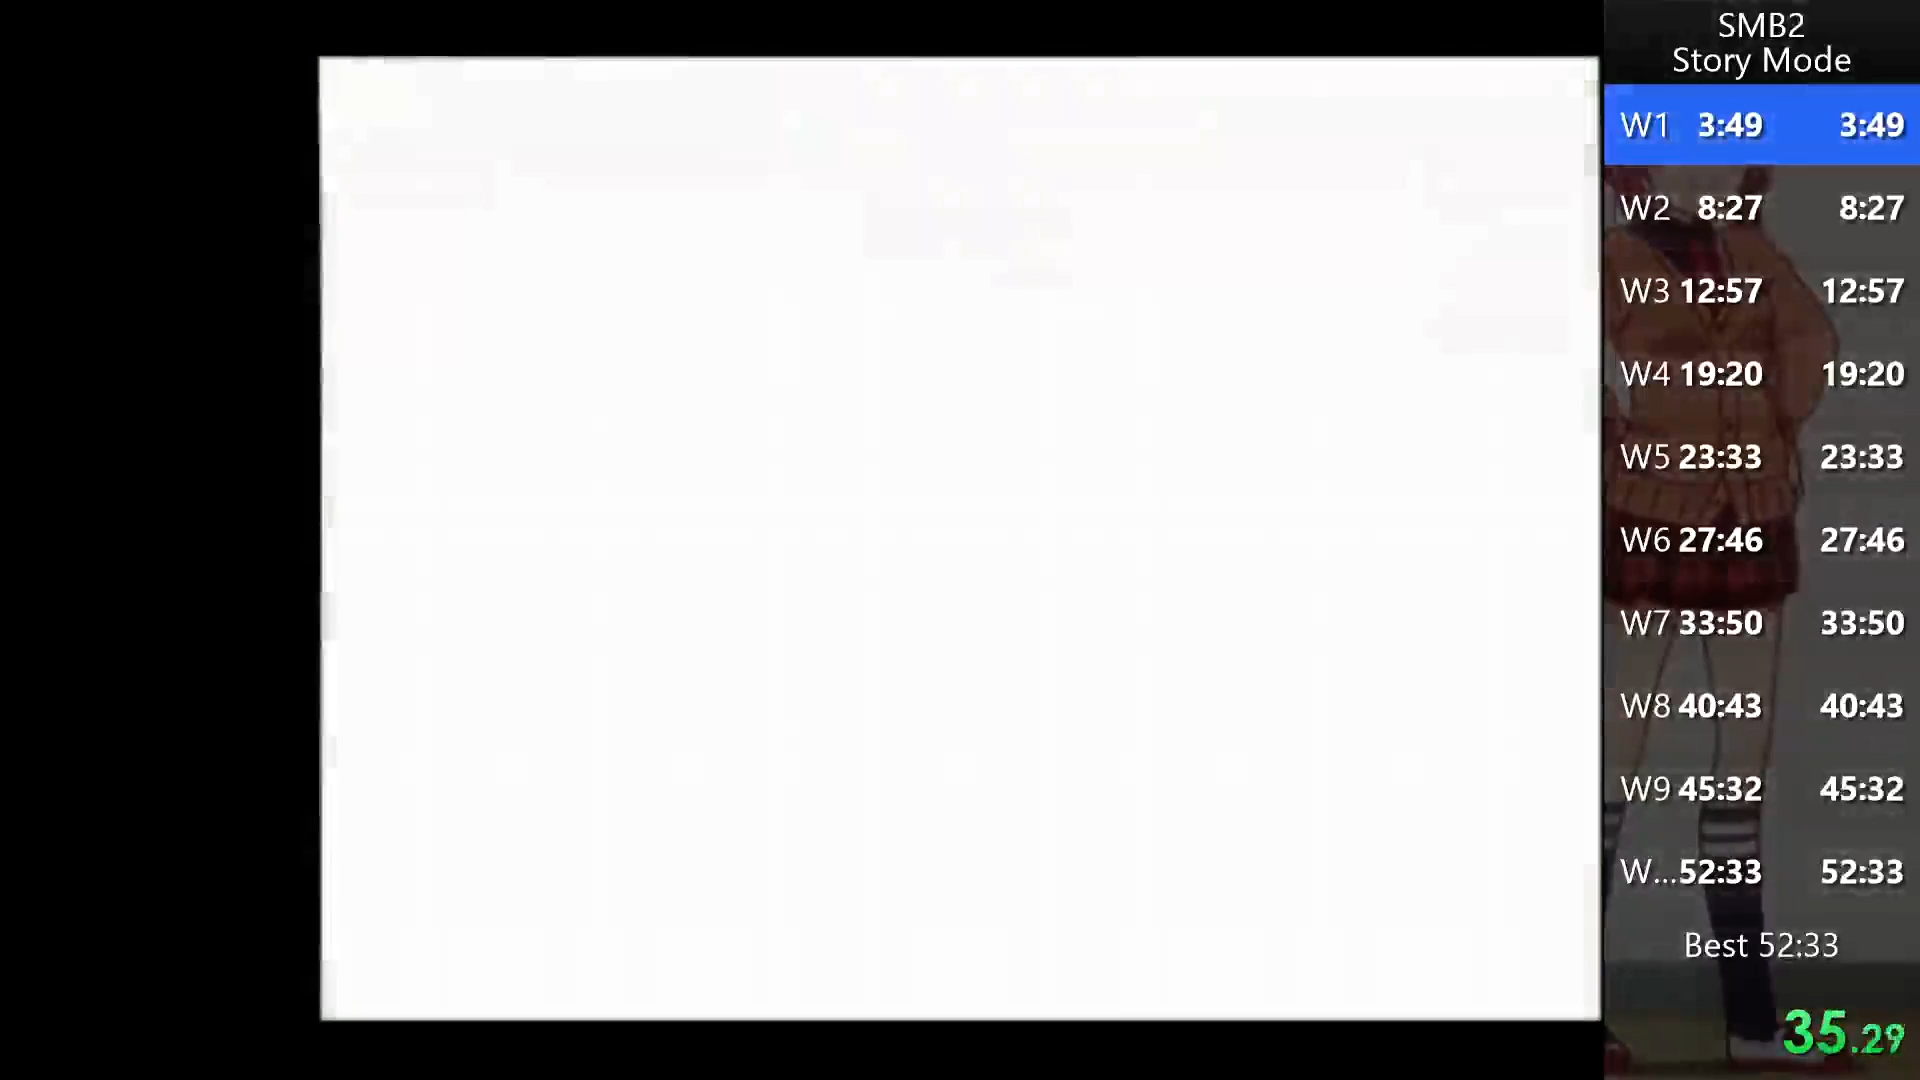 SMB2
Story Mode
W1 3:49 3:49
W2 8:27 8:27
W3 12:57 12:57
W4 19:20 19:20
W5 23:33 23:33
W6 27:46 27:46
W7 33:50 33:50
W8 40:43 40:43
W9 45:32 45:32
W... 52:33 52:33
Best 52:33
35.29